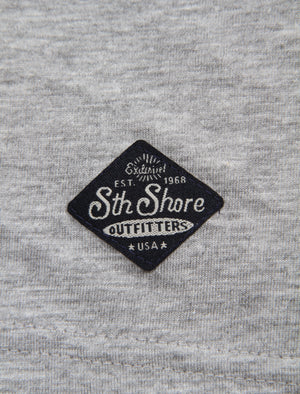 Exclusive!
EST. 1968
Sth Shore
OUTFITTERS
★ USA ★